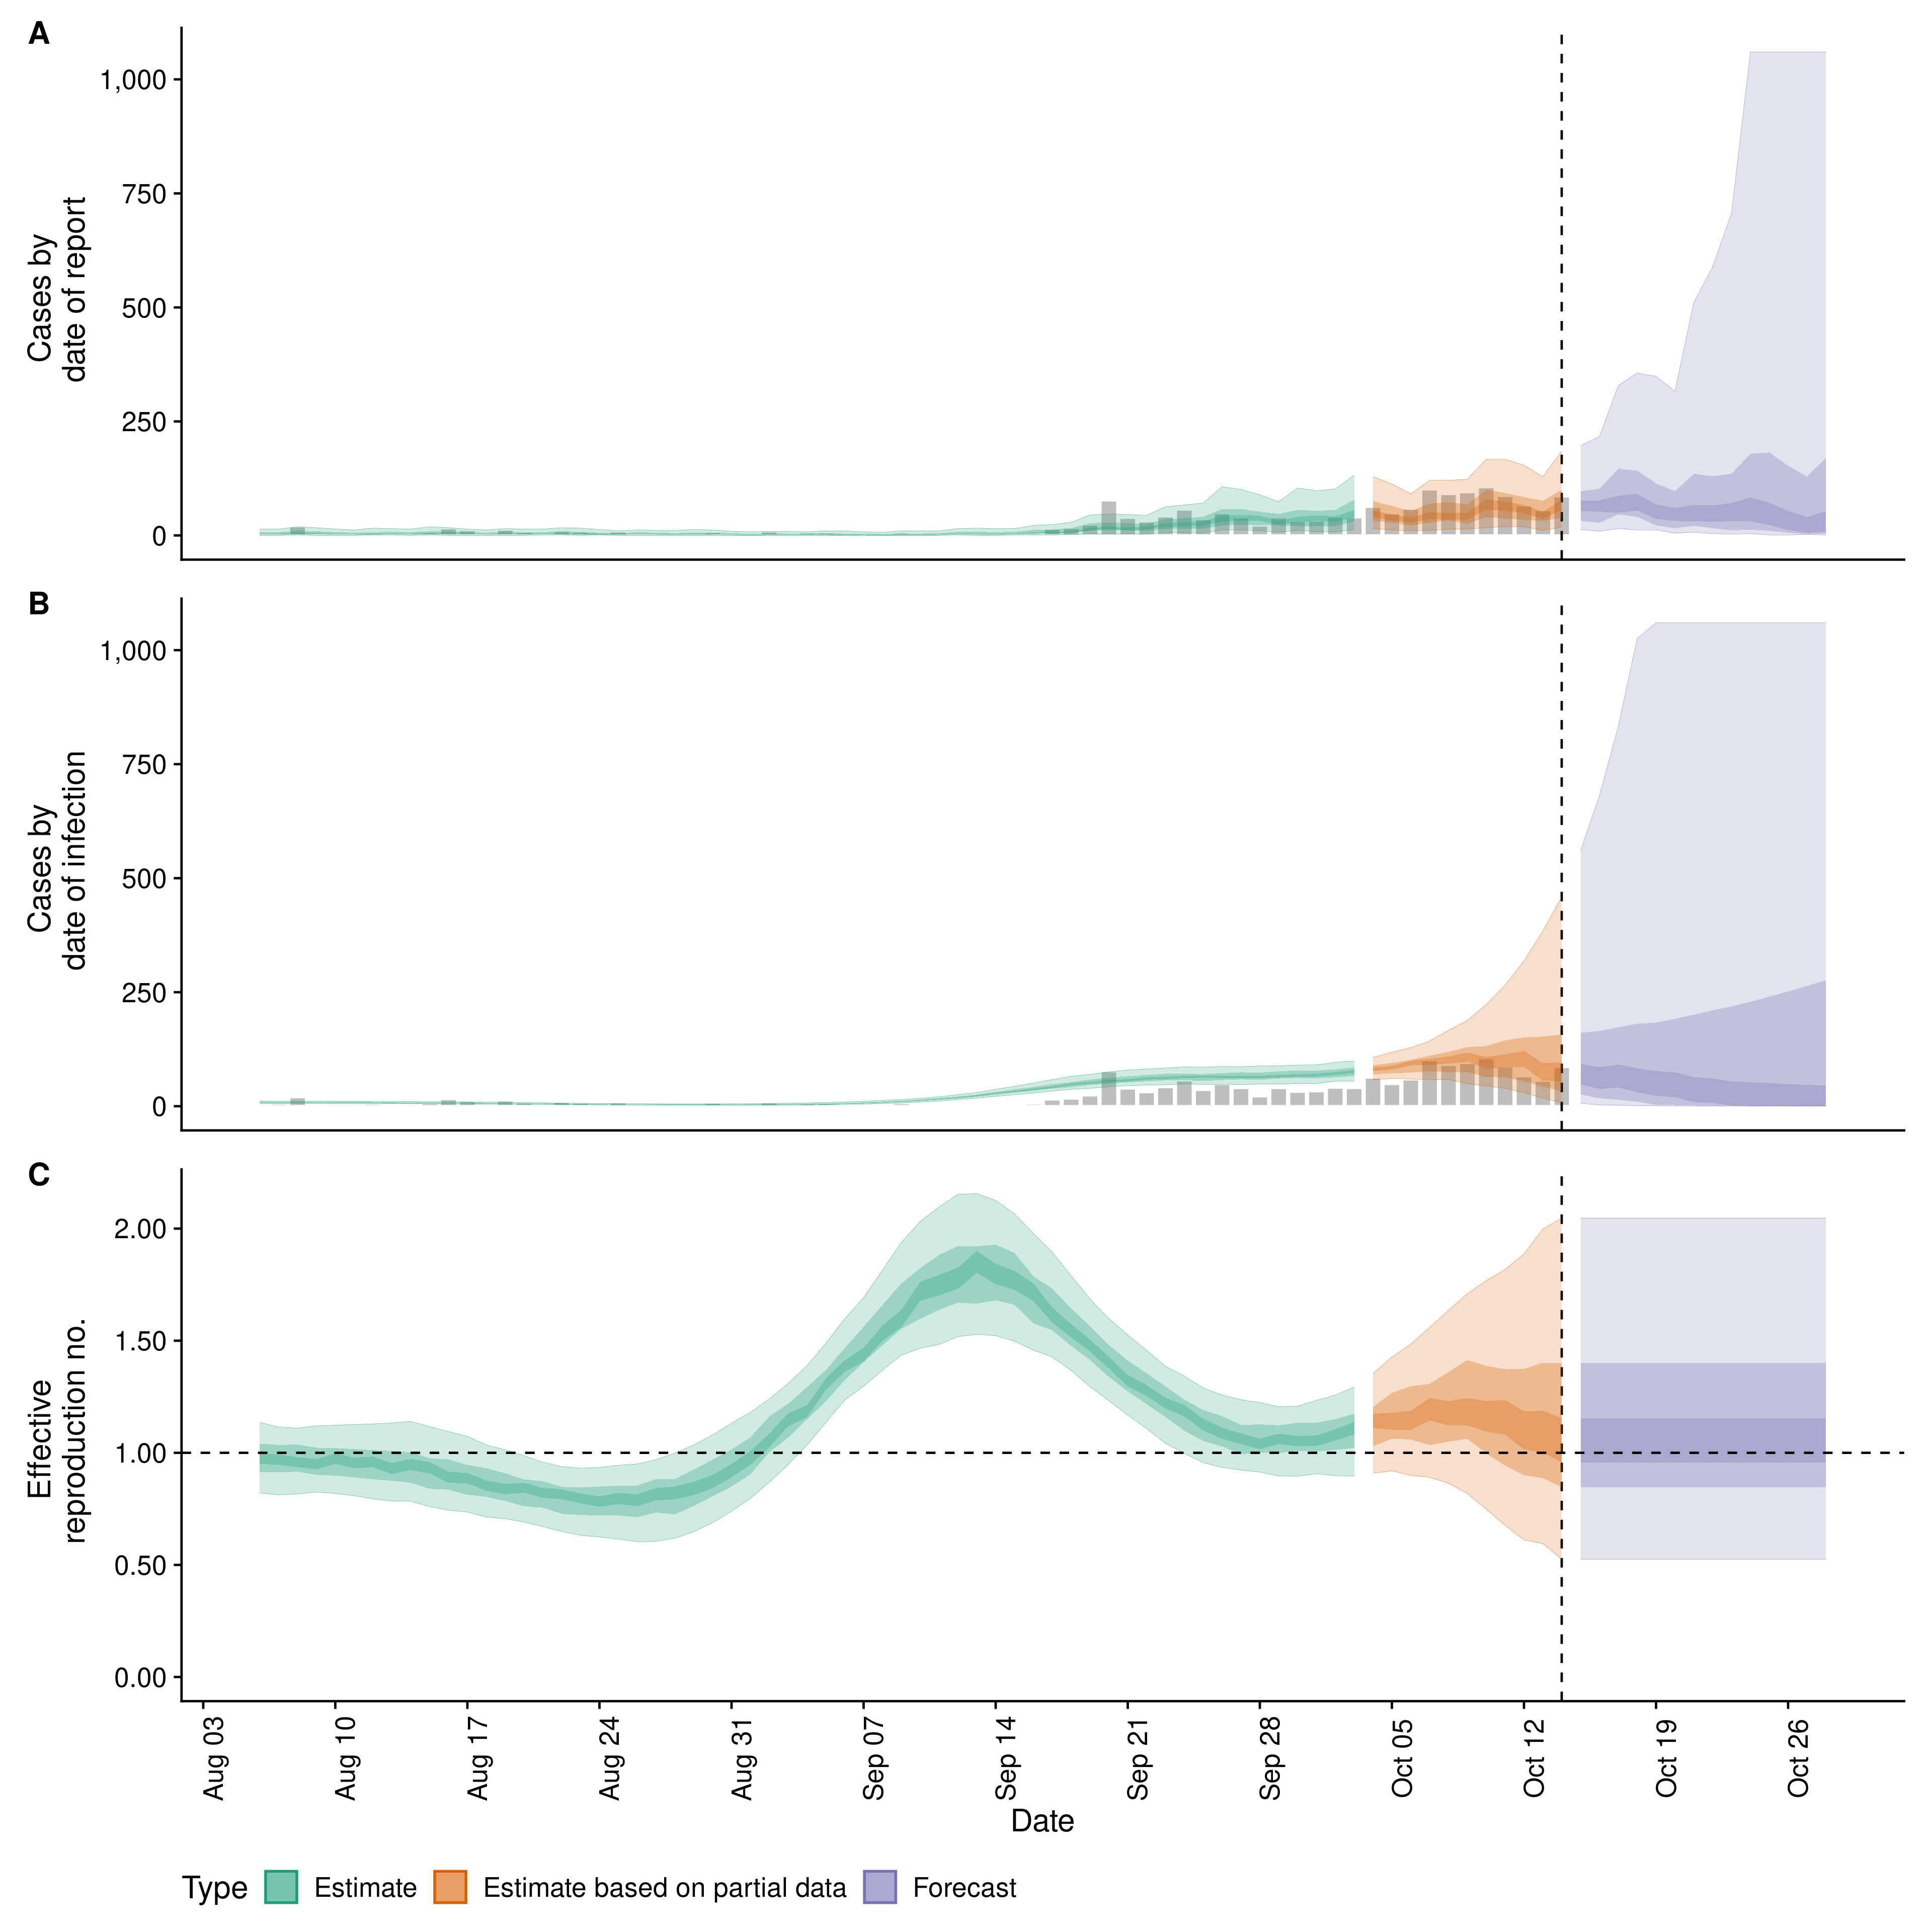 A
Cases by
date of report
1,000
750
500
250
0
B
Cases by
date of infection
1,000
750
500
250
0
C
Effective
reproduction no.
2.00
1.50
1.00
0.50
0.00
Aug 03
Aug 10
Aug 17
Aug 24
Aug 31
Sep 07
Sep 14
Sep 21
Sep 28
Oct 05
Oct 12
Oct 19
Oct 26
Date
Type Estimate Estimate based on partial data Forecast